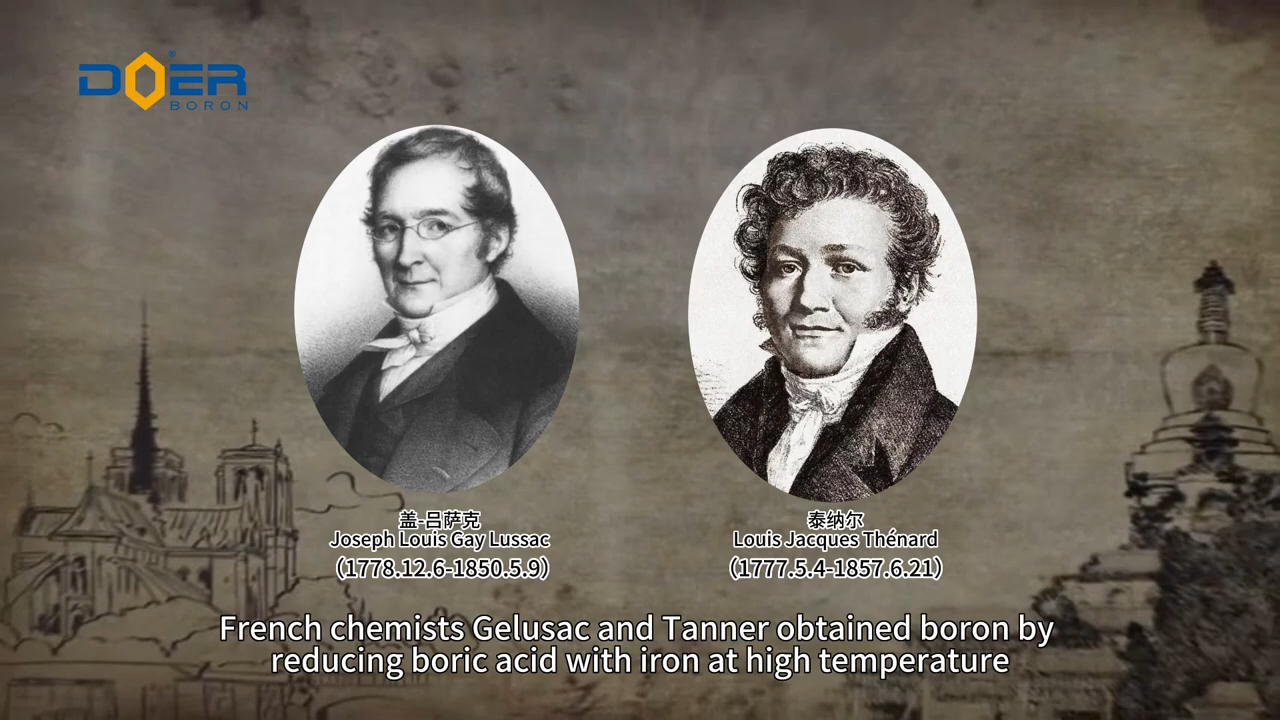 DOER®
BORON
盖-吕萨克
Joseph Louis Gay Lussac
(1778.12.6-1850.5.9)
泰纳尔
Louis Jacques Thénard
(1777.5.4-1857.6.21)
French chemists Gelusac and Tanner obtained boron by
reducing boric acid with iron at high temperature